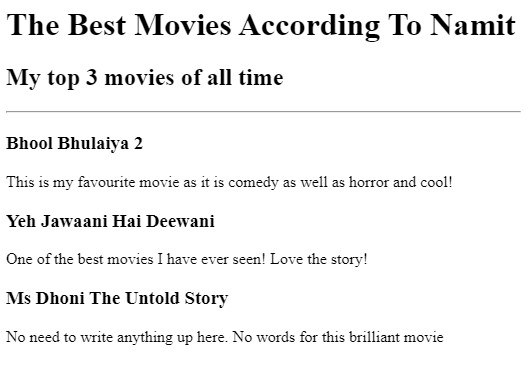 The Best Movies According To Namit
My top 3 movies of all time
Bhool Bhulaiya 2
This is my favourite movie as it is comedy as well as horror and cool!
Yeh Jawaani Hai Deewani
One of the best movies I have ever seen! Love the story!
Ms Dhoni The Untold Story
No need to write anything up here. No words for this brilliant movie